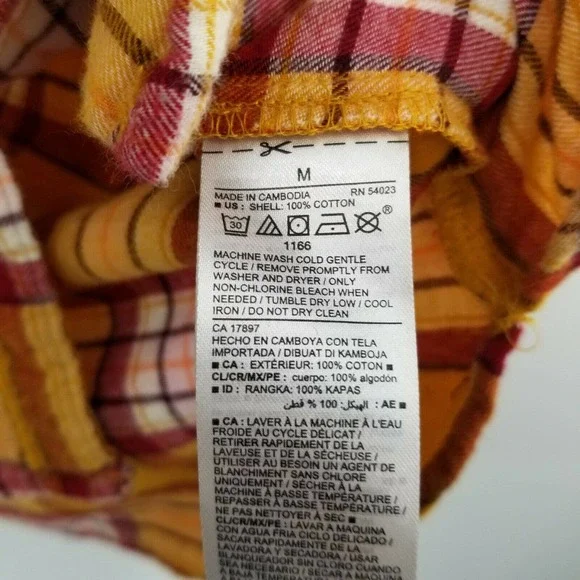 M
MADE IN CAMBODIA RN 54023
■ US : SHELL: 100% COTTON
30 ®
1166
MACHINE WASH COLD GENTLE
CYCLE / REMOVE PROMPTLY FROM
WASHER AND DRYER / ONLY
NON-CHLORINE BLEACH WHEN
NEEDED / TUMBLE DRY LOW / COOL
IRON / DO NOT DRY CLEAN
CA 17897
HECHO EN CAMBOYA CON TELA
IMPORTADA / DIBUAT DI KAMBOJA
■ CA : EXTÉRIEUR: 100% COTON ■
CL/CR/MX/PE : cuerpo: 100% algodón
■ ID : RANGKA: 100% KAPAS
■ AE : الهيكل: 100 % قطن
■ CA : LAVER À LA MACHINE À L'EAU
FROIDE AU CYCLE DÉLICAT /
RETIRER RAPIDEMENT DE LA
LAVEUSE ET DE LA SÉCHEUSE /
UTILISER AU BESOIN UN AGENT DE
BLANCHIMENT SANS CHLORE
UNIQUEMENT / SÉCHER À LA
MACHINE À BASSE TEMPÉRATURE /
REPASSER À BASSE TEMPÉRATURE /
NE PAS NETTOYER À SEC ■
CL/CR/MX/PE : LAVAR A MAQUINA
CON AGUA FRIA CICLO DELICADO /
SACAR RAPIDAMENTE DE LA
LAVADORA Y SECADORA / USAR
BLANQUEADOR SIN CLORO CUANDO